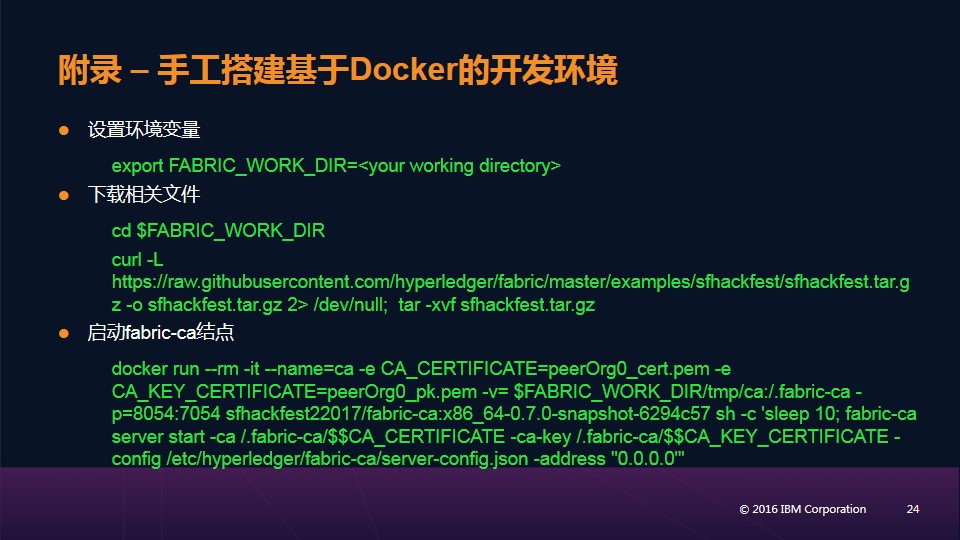 附录 – 手工搭建基于Docker的开发环境
● 设置环境变量
export FABRIC_WORK_DIR=<your working directory>
● 下载相关文件
cd $FABRIC_WORK_DIR
curl -L
https://raw.githubusercontent.com/hyperledger/fabric/master/examples/sfhackfest/sfhackfest.tar.g
z -o sfhackfest.tar.gz 2> /dev/null;  tar -xvf sfhackfest.tar.gz
● 启动fabric-ca结点
docker run --rm -it --name=ca -e CA_CERTIFICATE=peerOrg0_cert.pem -e
CA_KEY_CERTIFICATE=peerOrg0_pk.pem -v= $FABRIC_WORK_DIR/tmp/ca:/.fabric-ca -
p=8054:7054 sfhackfest22017/fabric-ca:x86_64-0.7.0-snapshot-6294c57 sh -c 'sleep 10; fabric-ca
server start -ca /.fabric-ca/$$CA_CERTIFICATE -ca-key /.fabric-ca/$$CA_KEY_CERTIFICATE -
config /etc/hyperledger/fabric-ca/server-config.json -address "0.0.0.0"'
© 2016 IBM Corporation 24